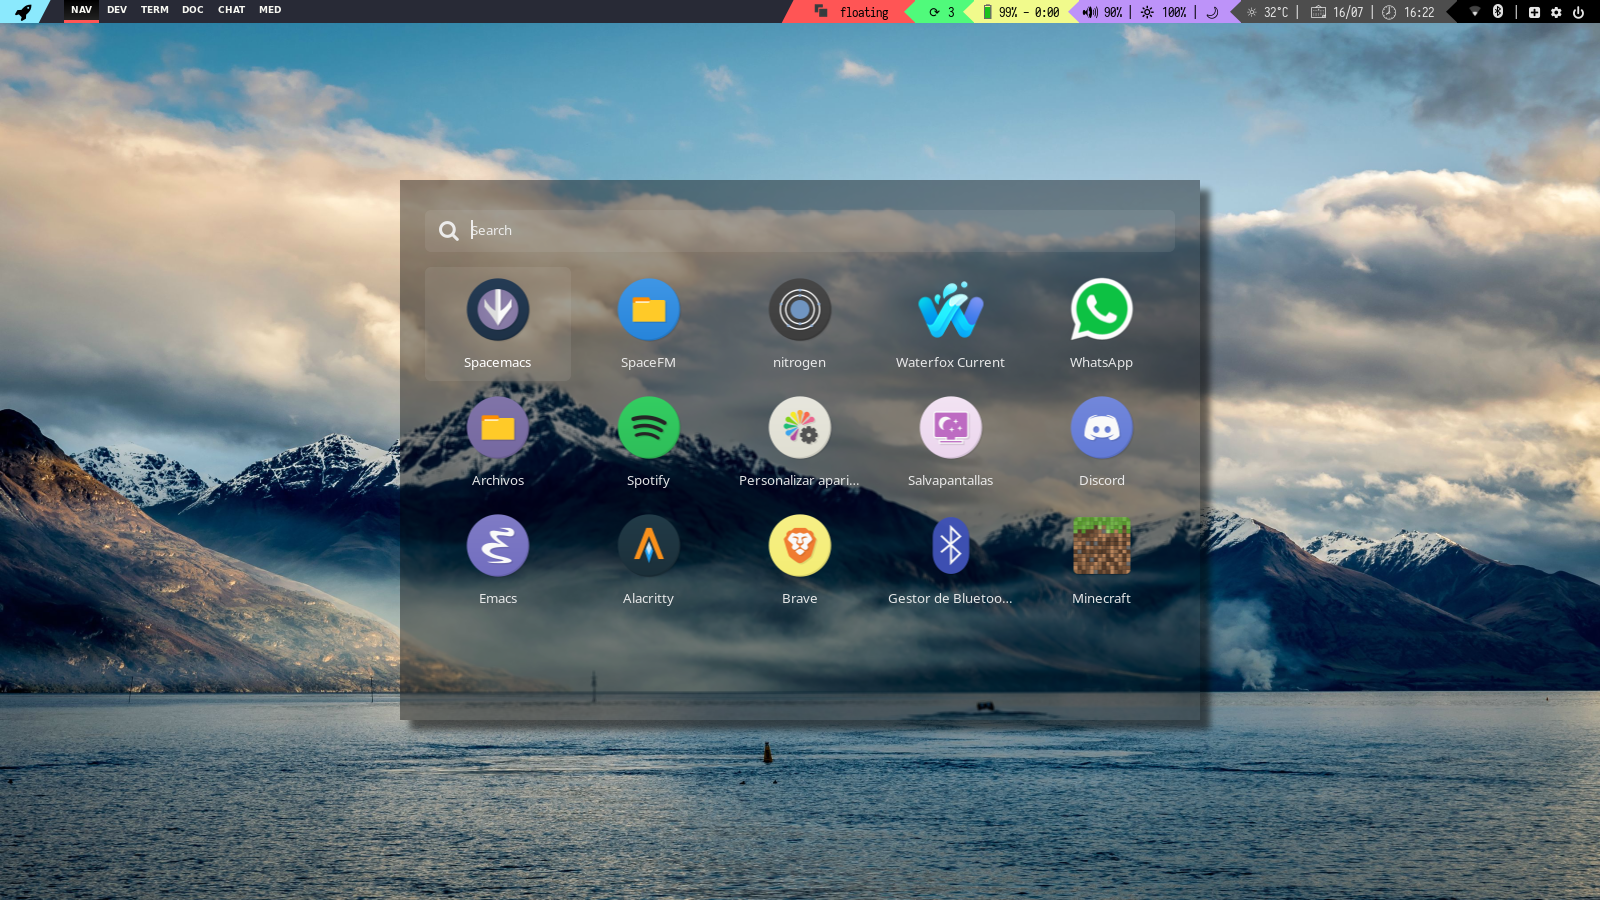 NAV DEV TERM DOC CHAT MED floating 3 99% - 0:00 90% | 100% | 32°C | 16/07 | 16:22 |
Search
Spacemacs SpaceFM nitrogen Waterfox Current WhatsApp
Archivos Spotify Personalizar apari... Salvapantallas Discord
Emacs Alacritty Brave Gestor de Bluetoo... Minecraft